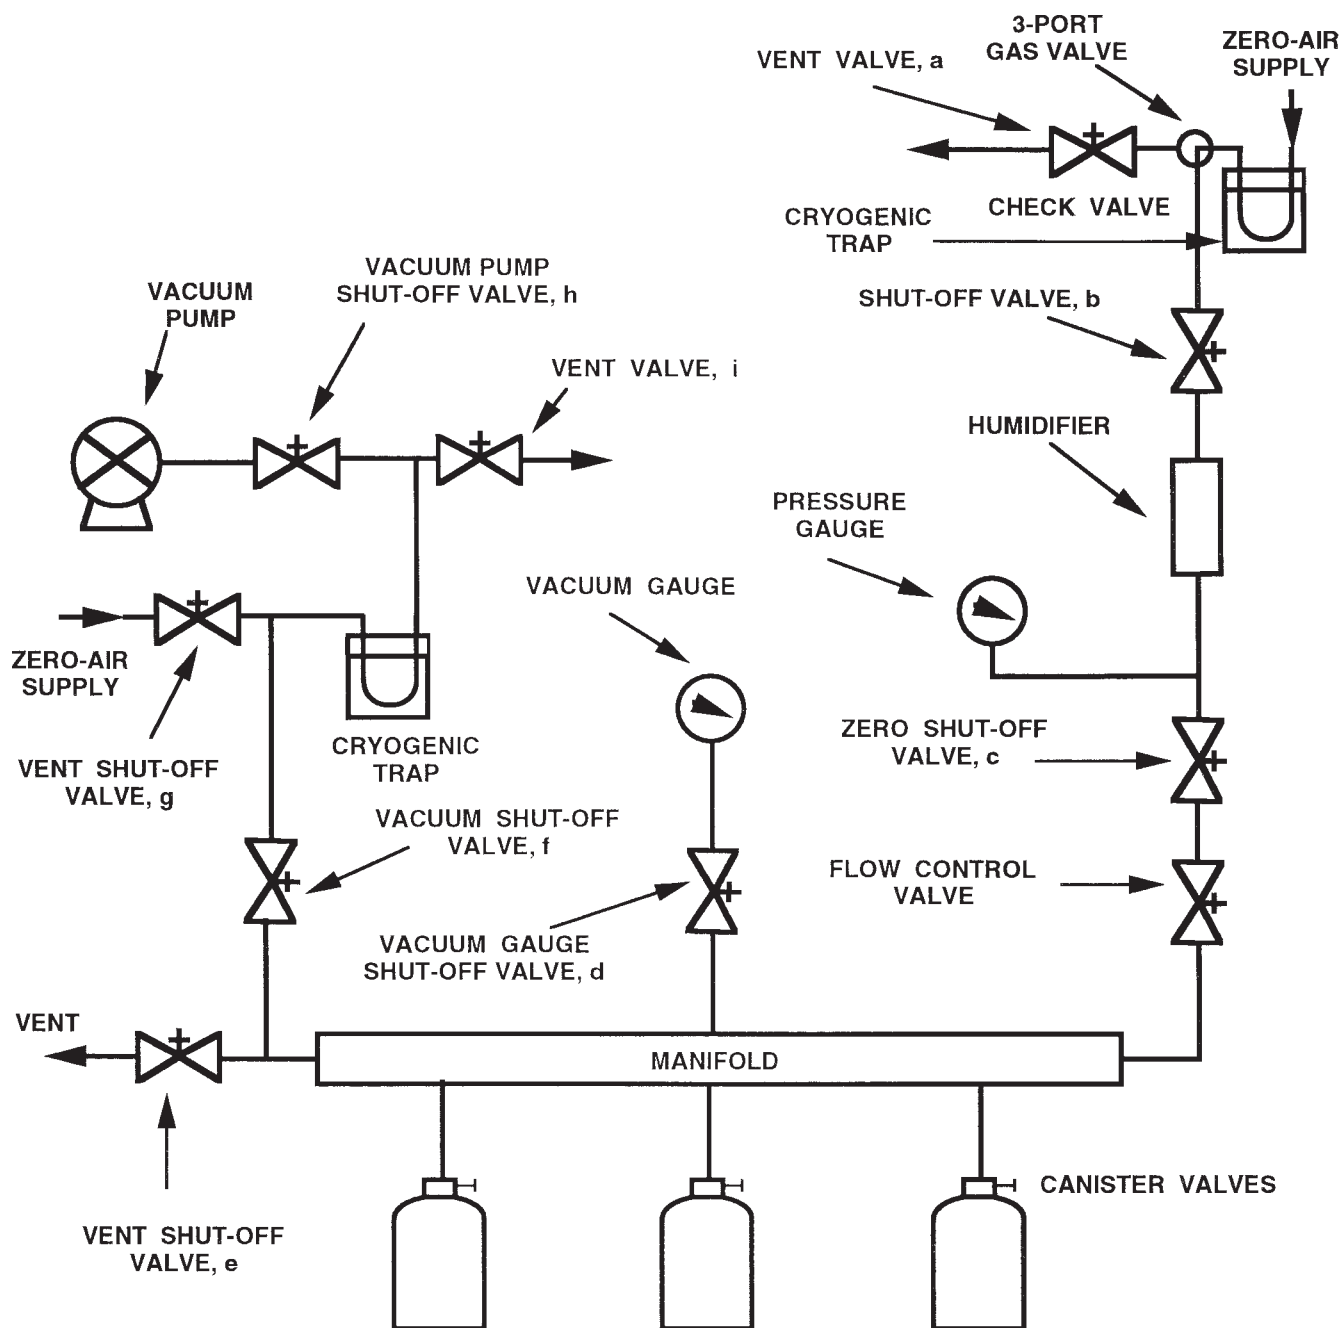 3-PORT
GAS VALVE
ZERO-AIR
SUPPLY
VENT VALVE, a
CHECK VALVE
CRYOGENIC
TRAP
VACUUM PUMP
SHUT-OFF VALVE, h
VACUUM
PUMP
SHUT-OFF VALVE, b
VENT VALVE, i
HUMIDIFIER
PRESSURE
GAUGE
VACUUM GAUGE
ZERO-AIR
SUPPLY
CRYOGENIC
TRAP
ZERO SHUT-OFF
VALVE, c
VENT SHUT-OFF
VALVE, g
VACUUM SHUT-OFF
VALVE, f
FLOW CONTROL
VALVE
VACUUM GAUGE
SHUT-OFF VALVE, d
VENT
MANIFOLD
CANISTER VALVES
VENT SHUT-OFF
VALVE, e